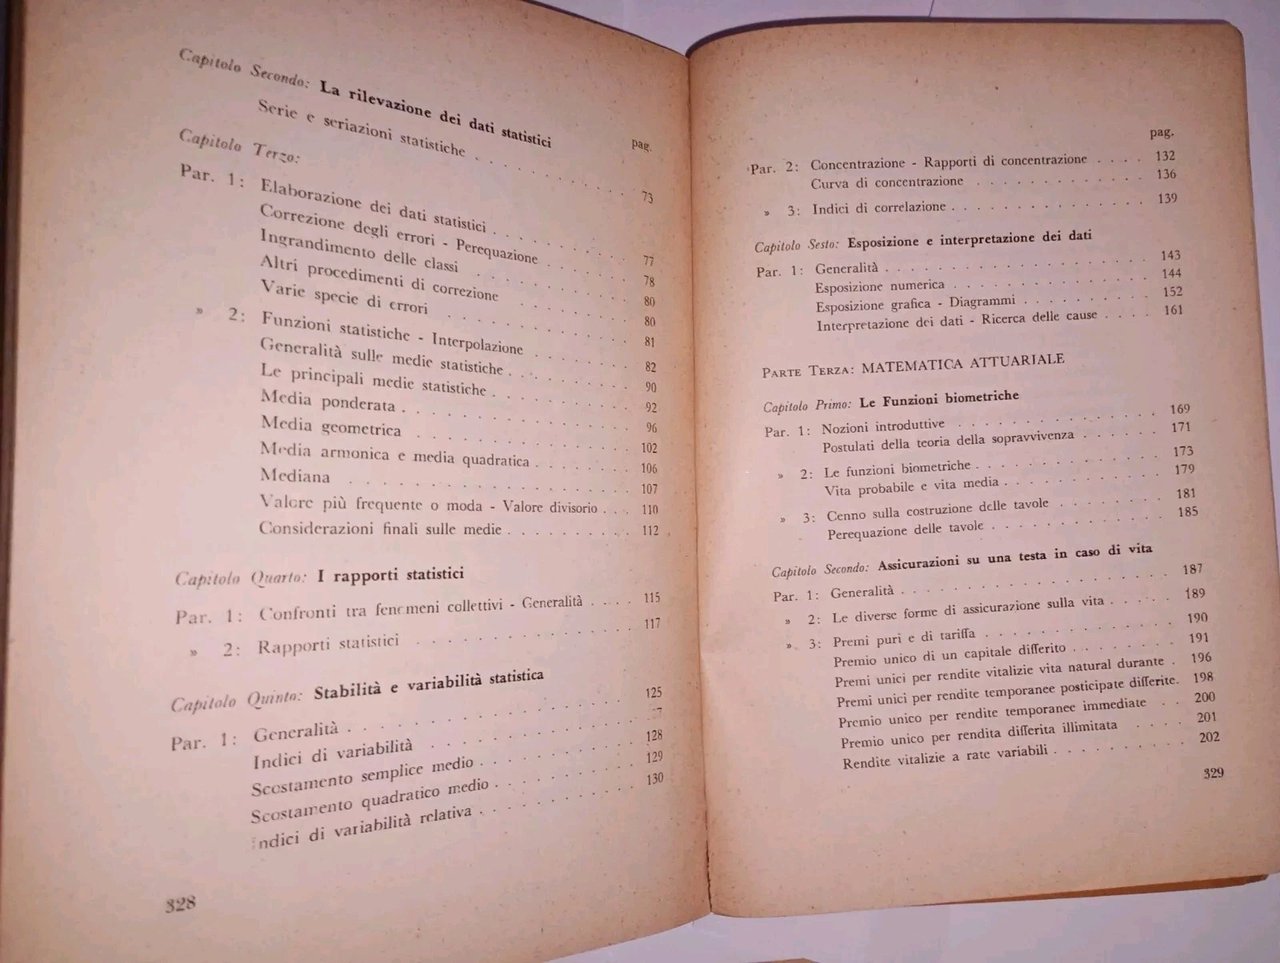 Capitolo Secondo: La rilevazione dei dati statistici
pag.
Serie e seriazioni statistiche . . . . . . . . . . 73
Capitolo Terzo:
Par. 1: Elaborazione dei dati statistici . . . . . . . . 77
Correzione degli errori - Perequazione . . . . . . 78
Ingrandimento delle classi . . . . . . . . . 80
Altri procedimenti di correzione . . . . . . . 80
Varie specie di errori . . . . . . . . . . 81
» 2: Funzioni statistiche - Interpolazione . . . . . . 82
Generalità sulle medie statistiche . . . . . . . 90
Le principali medie statistiche . . . . . . . . 92
Media ponderata . . . . . . . . . . . 96
Media geometrica . . . . . . . . . . . 102
Media armonica e media quadratica . . . . . . 106
Mediana . . . . . . . . . . . . . 107
Valore più frequente o moda - Valore divisorio . . . 110
Considerazioni finali sulle medie . . . . . . . 112
Capitolo Quarto: I rapporti statistici
Par. 1: Confronti tra fenomeni collettivi - Generalità . . . . 115
» 2: Rapporti statistici . . . . . . . . . . . 117
Capitolo Quinto: Stabilità e variabilità statistica
Par. 1: Generalità . . . . . . . . . . . . . 125
Indici di variabilità . . . . . . . . . . 7
Scostamento semplice medio . . . . . . . . 128
Scostamento quadratico medio . . . . . . . . 129
Indici di variabilità relativa . . . . . . . . 130
328
pag.
Par. 2: Concentrazione - Rapporti di concentrazione . . . . 132
Curva di concentrazione . . . . . . . . . . 136
» 3: Indici di correlazione . . . . . . . . . . . 139
Capitolo Sesto: Esposizione e interpretazione dei dati
Par. 1: Generalità . . . . . . . . . . . . . 143
Esposizione numerica . . . . . . . . . . 144
Esposizione grafica - Diagrammi . . . . . . . 152
Interpretazione dei dati - Ricerca delle cause . . . . 161
PARTE TERZA: MATEMATICA ATTUARIALE
Capitolo Primo: Le Funzioni biometriche
Par. 1: Nozioni introduttive . . . . . . . . . . 169
Postulati della teoria della sopravvivenza . . . . . 171
» 2: Le funzioni biometriche . . . . . . . . . . 173
Vita probabile e vita media . . . . . . . . 179
» 3: Cenno sulla costruzione delle tavole . . . . . . 181
Perequazione delle tavole . . . . . . . . . 185
Capitolo Secondo: Assicurazioni su una testa in caso di vita
Par. 1: Generalità . . . . . . . . . . . . . 187
» 2: Le diverse forme di assicurazione sulla vita . . . . . 189
» 3: Premi puri e di tariffa . . . . . . . . . . 190
Premio unico di un capitale differito . . . . . . 191
Premi unici per rendite vitalizie vita natural durante . 196
Premi unici per rendite temporanee posticipate differite. 198
Premio unico per rendite temporanee immediate . . 200
Premio unico per rendita differita illimitata . . . 201
Rendite vitalizie a rate variabili . . . . . . . 202
329